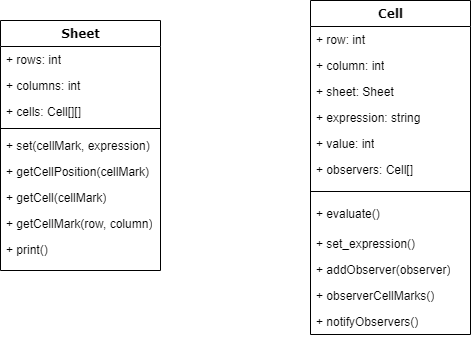 Sheet
+ rows: int
+ columns: int
+ cells: Cell[][]
+ set(cellMark, expression)
+ getCellPosition(cellMark)
+ getCell(cellMark)
+ getCellMark(row, column)
+ print()
Cell
+ row: int
+ column: int
+ sheet: Sheet
+ expression: string
+ value: int
+ observers: Cell[]
+ evaluate()
+ set_expression()
+ addObserver(observer)
+ observerCellMarks()
+ notifyObservers()